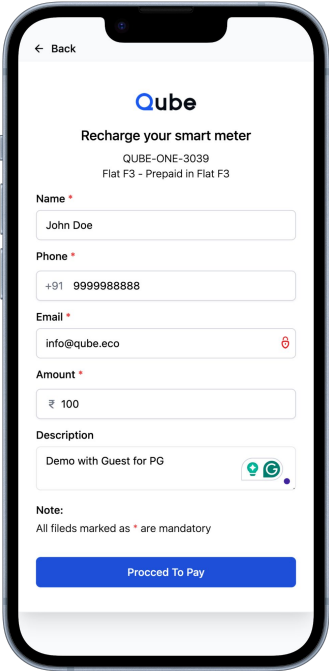 ← Back
Qube
Recharge your smart meter
QUBE-ONE-3039
Flat F3 - Prepaid in Flat F3
Name *
John Doe
Phone *
+91 9999988888
Email *
info@qube.eco
Amount *
₹ 100
Description
Demo with Guest for PG
Note:
All fileds marked as * are mandatory
Procced To Pay